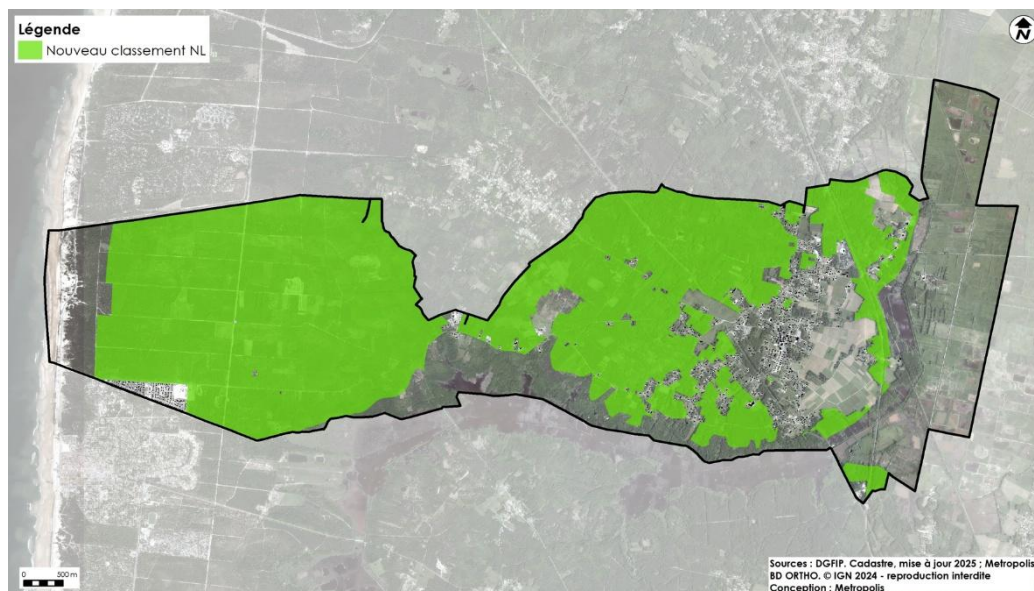 Légende
Nouveau classement NL
N
0 500 m
Sources : DGFIP. Cadastre, mise à jour 2025 ; Metropolis
BD ORTHO. © IGN 2024 - reproduction interdite
Conception : Metropolis